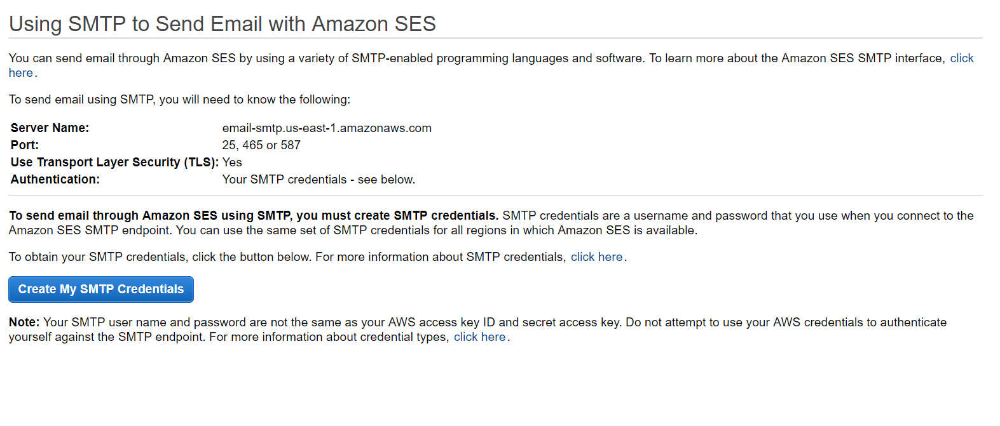 Using SMTP to Send Email with Amazon SES
You can send email through Amazon SES by using a variety of SMTP-enabled programming languages and software. To learn more about the Amazon SES SMTP interface, click
here.
To send email using SMTP, you will need to know the following:
Server Name: email-smtp.us-east-1.amazonaws.com
Port: 25, 465 or 587
Use Transport Layer Security (TLS): Yes
Authentication: Your SMTP credentials - see below.
To send email through Amazon SES using SMTP, you must create SMTP credentials. SMTP credentials are a username and password that you use when you connect to the
Amazon SES SMTP endpoint. You can use the same set of SMTP credentials for all regions in which Amazon SES is available.
To obtain your SMTP credentials, click the button below. For more information about SMTP credentials, click here.
Create My SMTP Credentials
Note: Your SMTP user name and password are not the same as your AWS access key ID and secret access key. Do not attempt to use your AWS credentials to authenticate
yourself against the SMTP endpoint. For more information about credential types, click here.